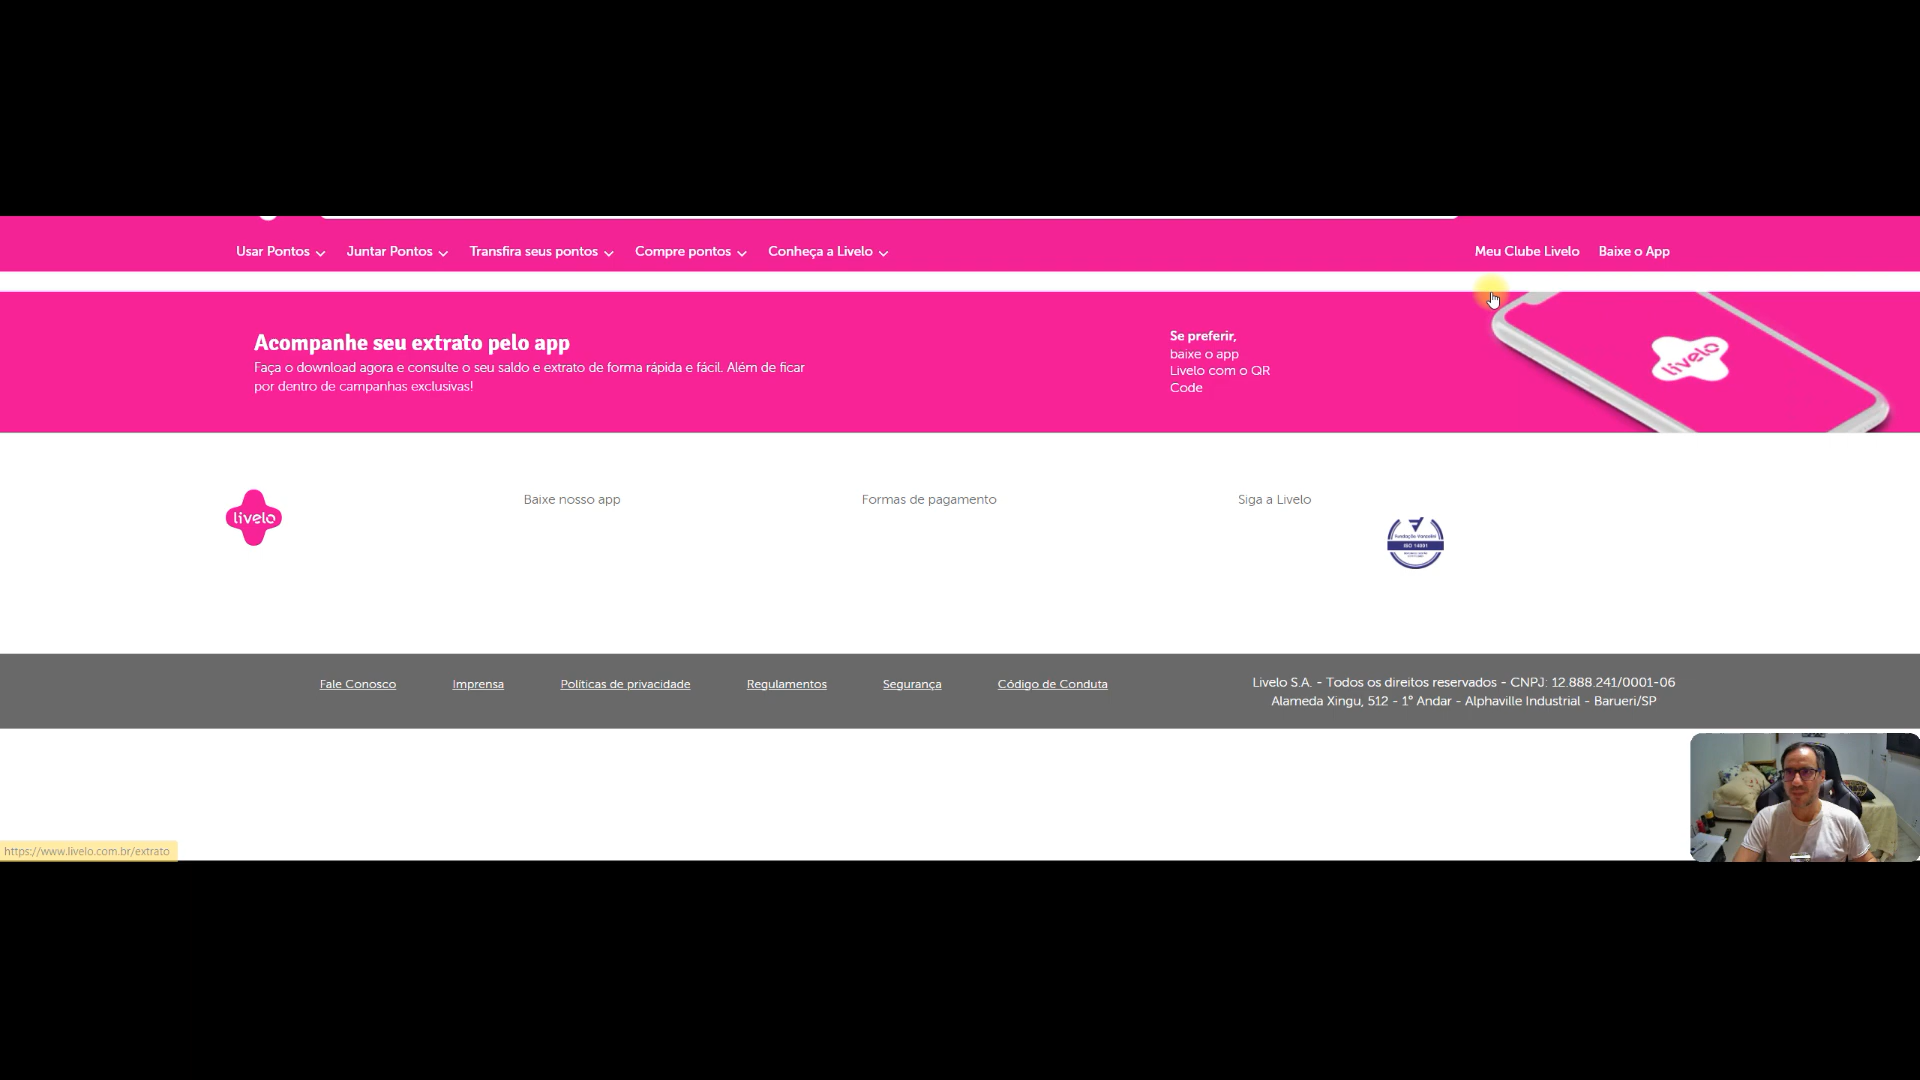 Usar Pontos
Juntar Pontos
Transfira seus pontos
Compre pontos
Conheça a Livelo
Meu Clube Livelo
Baixe o App
Acompanhe seu extrato pelo app
Faça o download agora e consulte o seu saldo e extrato de forma rápida e fácil. Além de ficar
por dentro de campanhas exclusivas!
Se preferir,
baixe o app
Livelo com o QR
Code
livelo
livelo
Baixe nosso app
Formas de pagamento
Siga a Livelo
Fundação Vanzolini
ISO 14001
Fale Conosco
Imprensa
Políticas de privacidade
Regulamentos
Segurança
Código de Conduta
Livelo S.A. - Todos os direitos reservados - CNPJ: 12.888.241/0001-06
Alameda Xingu, 512 - 1° Andar - Alphaville Industrial - Barueri/SP
https://www.livelo.com.br/extrato